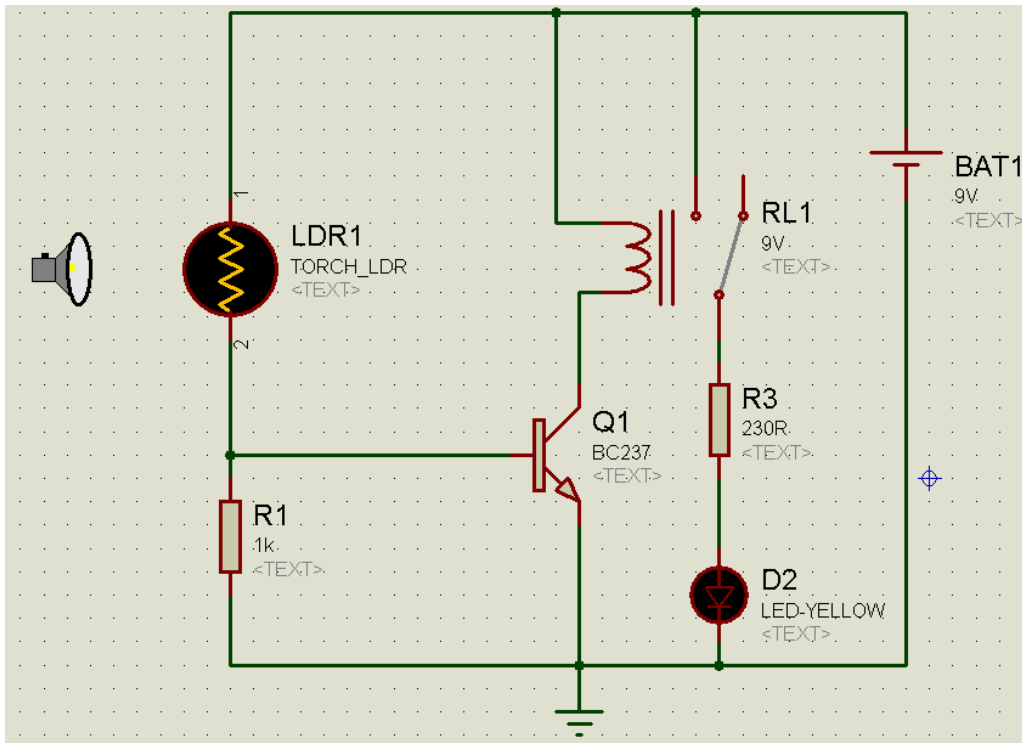 BAT1
9V
<TEXT>
1
LDR1
TORCH_LDR
<TEXT>
2
RL1
9V
<TEXT>
R3
230R
<TEXT>
Q1
BC237
<TEXT>
R1
1k
<TEXT>
D2
LED-YELLOW
<TEXT>